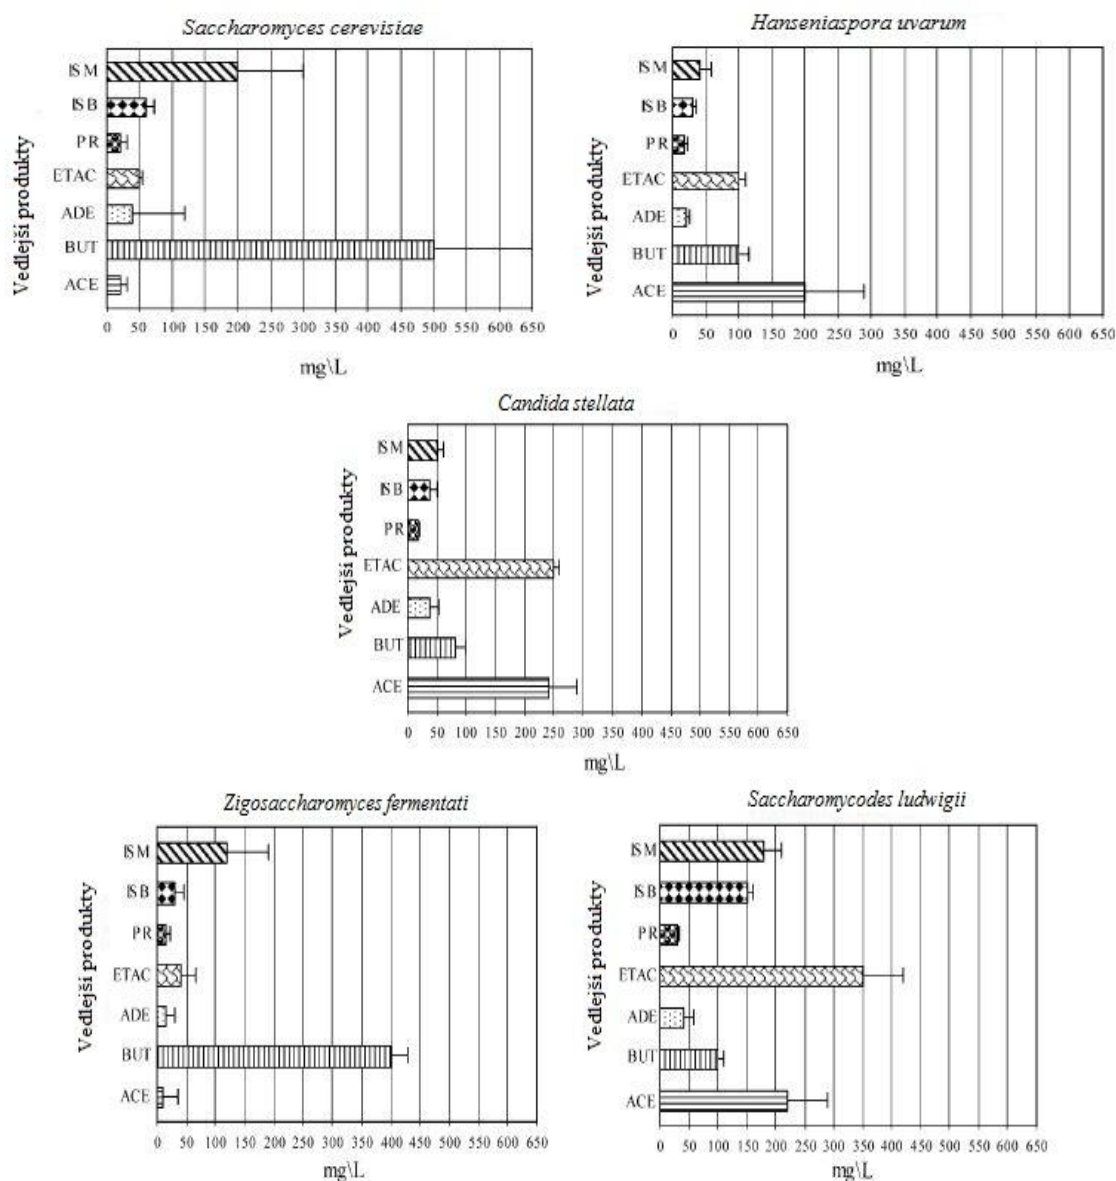 Saccharomyces cerevisiae
Vedlejší produkty
ISM
ISB
PR
ETAC
ADE
BUT
ACE
0 50 100 150 200 250 300 350 400 450 500 550 600 650
mg\L
Hanseniaspora uvarum
Vedlejší produkty
ISM
ISB
PR
ETAC
ADE
BUT
ACE
0 50 100 150 200 250 300 350 400 450 500 550 600 650
mg\L
Candida stellata
Vedlejší produkty
ISM
ISB
PR
ETAC
ADE
BUT
ACE
0 50 100 150 200 250 300 350 400 450 500 550 600 650
mg\L
Zigosaccharomyces fermentati
Vedlejší produkty
ISM
ISB
PR
ETAC
ADE
BUT
ACE
0 50 100 150 200 250 300 350 400 450 500 550 600 650
mg\L
Saccharomycodes ludwigii
Vedlejší produkty
ISM
ISB
PR
ETAC
ADE
BUT
ACE
0 50 100 150 200 250 300 350 400 450 500 550 600 650
mg\L